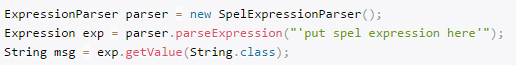 ExpressionParser parser = new SpelExpressionParser();
Expression exp = parser.parseExpression("'put spel expression here'");
String msg = exp.getValue(String.class);